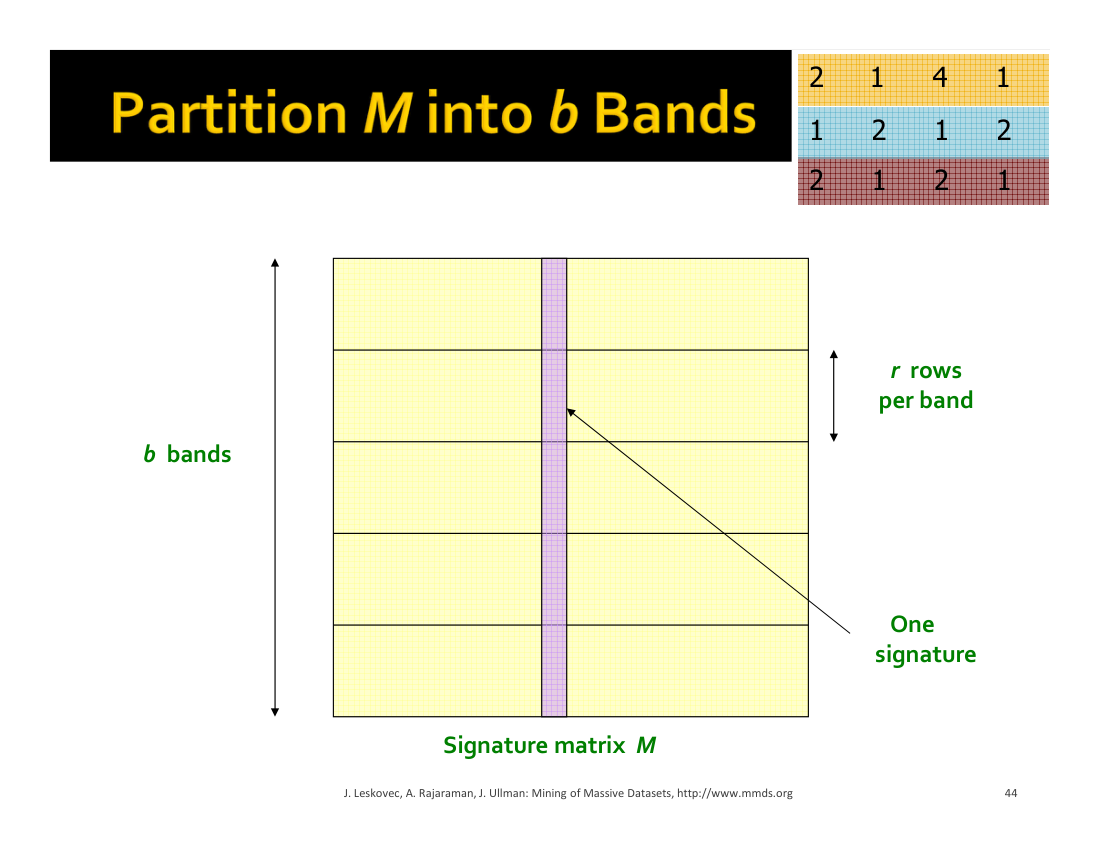 Partition M into b Bands
2 1 4 1
1 2 1 2
2 1 2 1
r rows
per band
b bands
One
signature
Signature matrix M
J. Leskovec, A. Rajaraman, J. Ullman: Mining of Massive Datasets, http://www.mmds.org
44